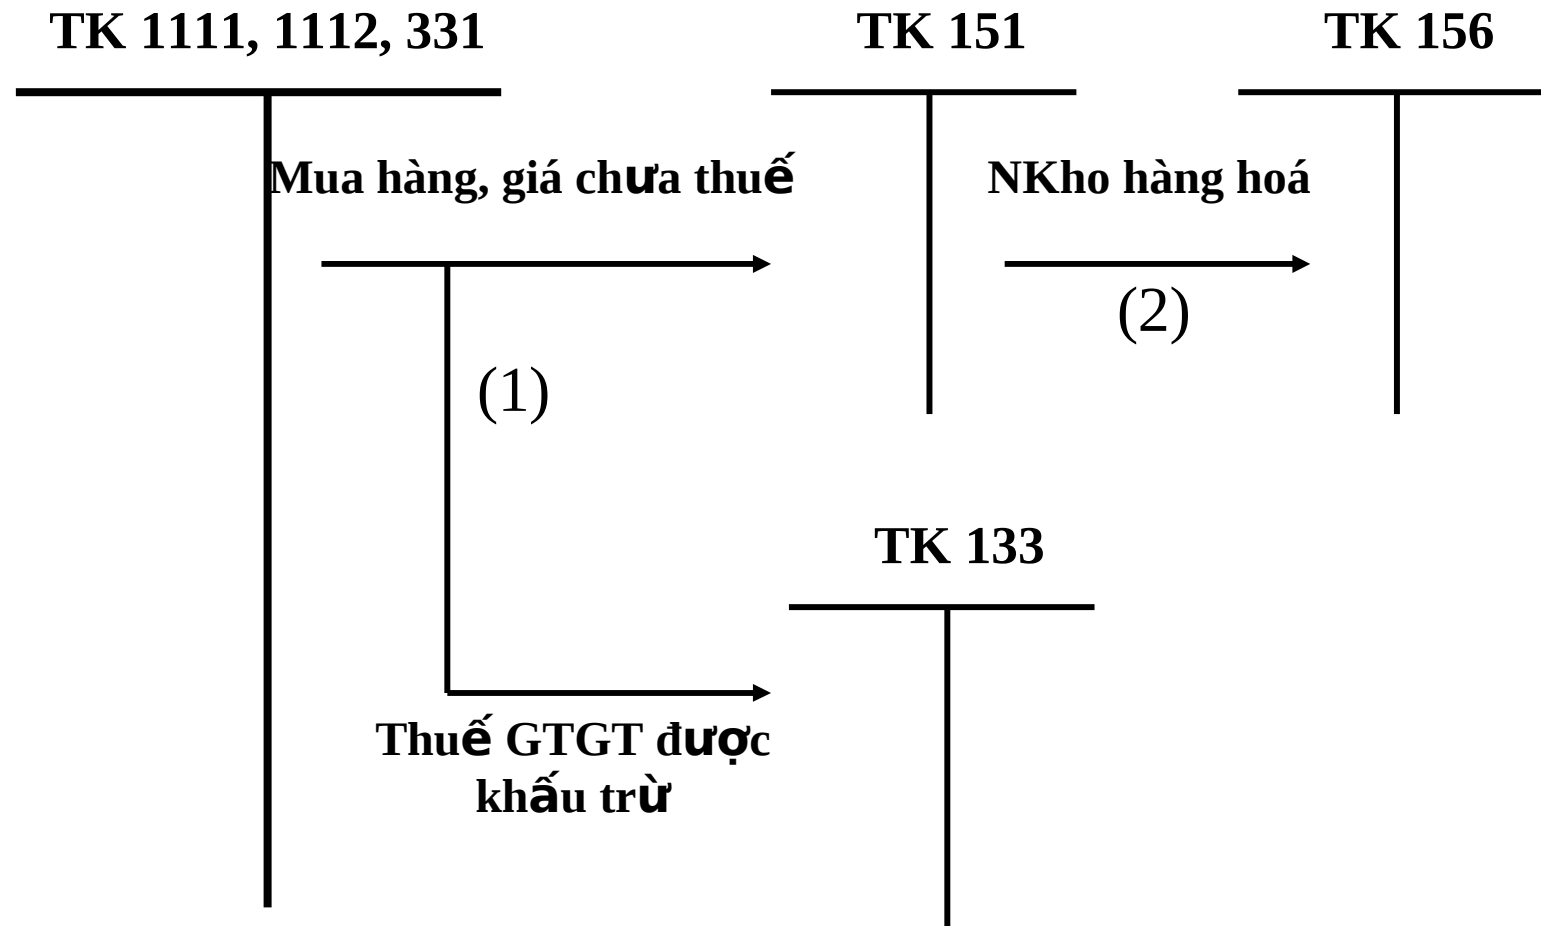 TK 1111, 1112, 331
TK 151
TK 156
Mua hàng, giá chưa thuế
NKho hàng hoá
(2)
(1)
TK 133
Thuế GTGT được
khấu trừ